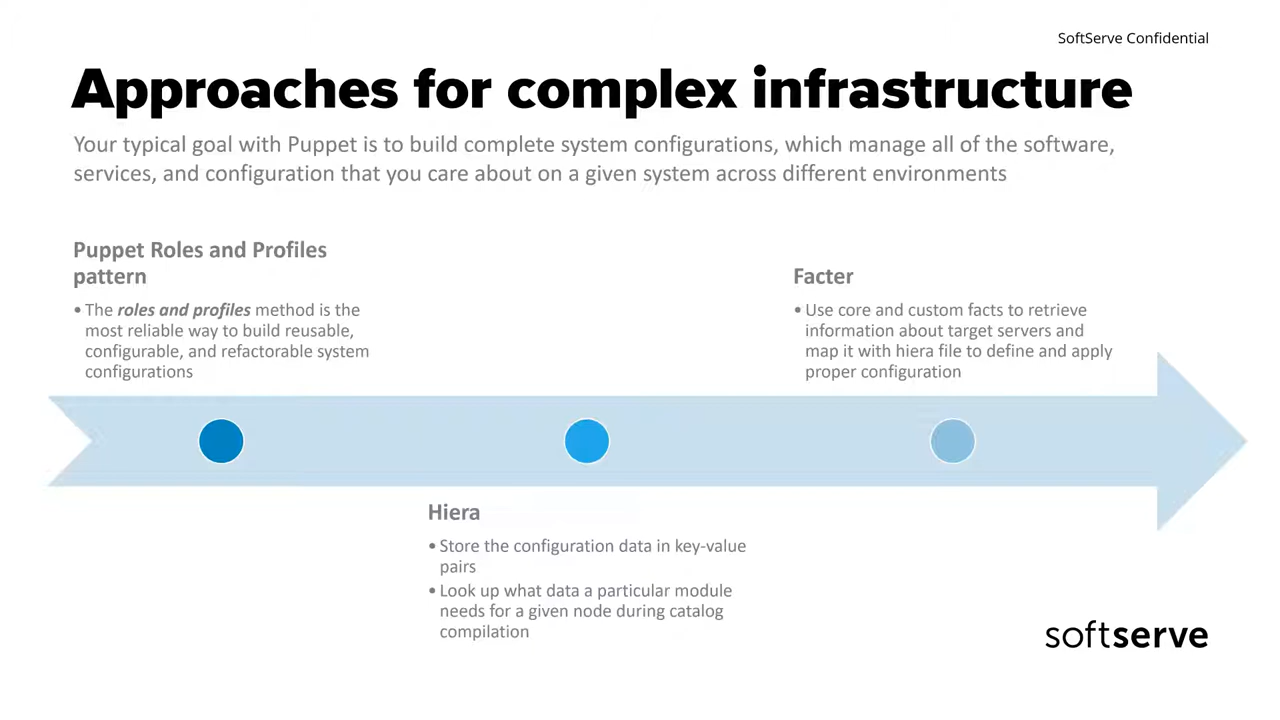 SoftServe Confidential
Approaches for complex infrastructure
Your typical goal with Puppet is to build complete system configurations, which manage all of the software,
services, and configuration that you care about on a given system across different environments
Puppet Roles and Profiles
pattern
• The roles and profiles method is the
most reliable way to build reusable,
configurable, and refactorable system
configurations
Facter
• Use core and custom facts to retrieve
information about target servers and
map it with hiera file to define and apply
proper configuration
Hiera
• Store the configuration data in key-value
pairs
• Look up what data a particular module
needs for a given node during catalog
compilation
softserve